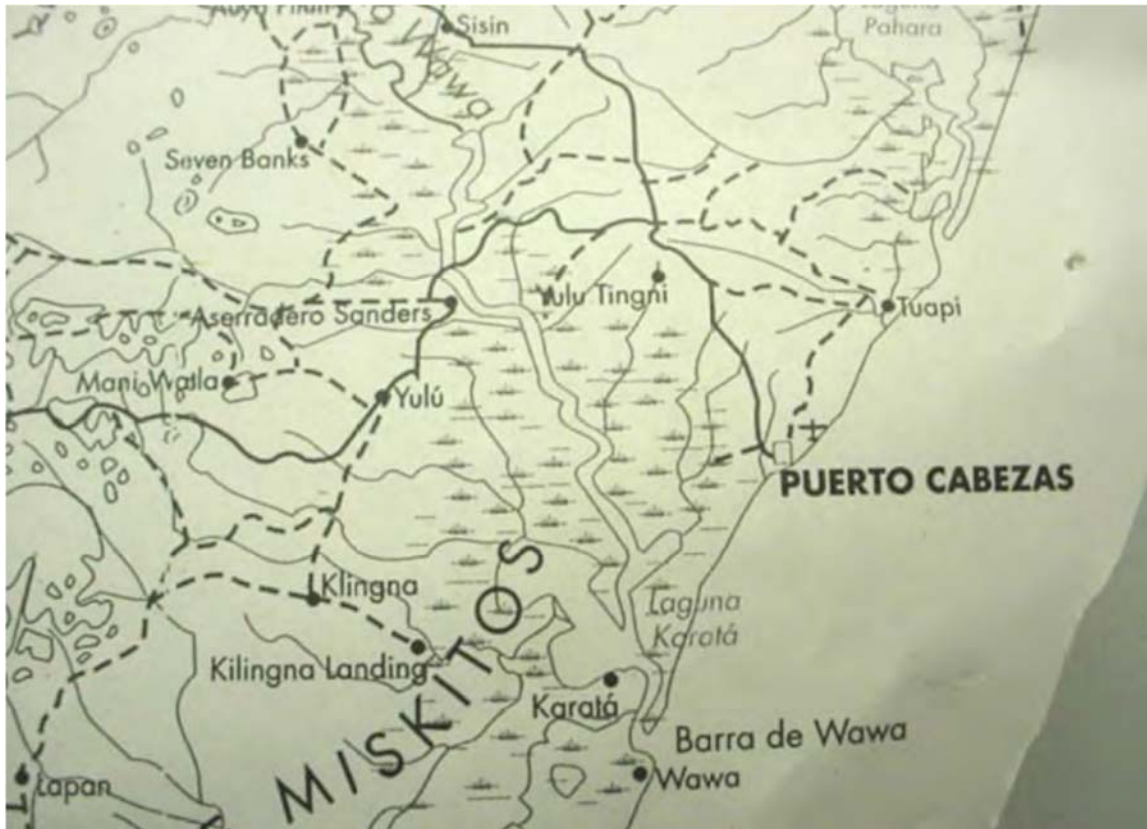 Sisin
Wawa
Laguna
Pahara
Seven Banks
Yulu Tingni
Tuapi
Aserradero Sanders
Mani Watla
Yulú
PUERTO CABEZAS
Klingna
Laguna
Karatá
Kilingna Landing
Karatá
Barra de Wawa
Wawa
MISKITOS